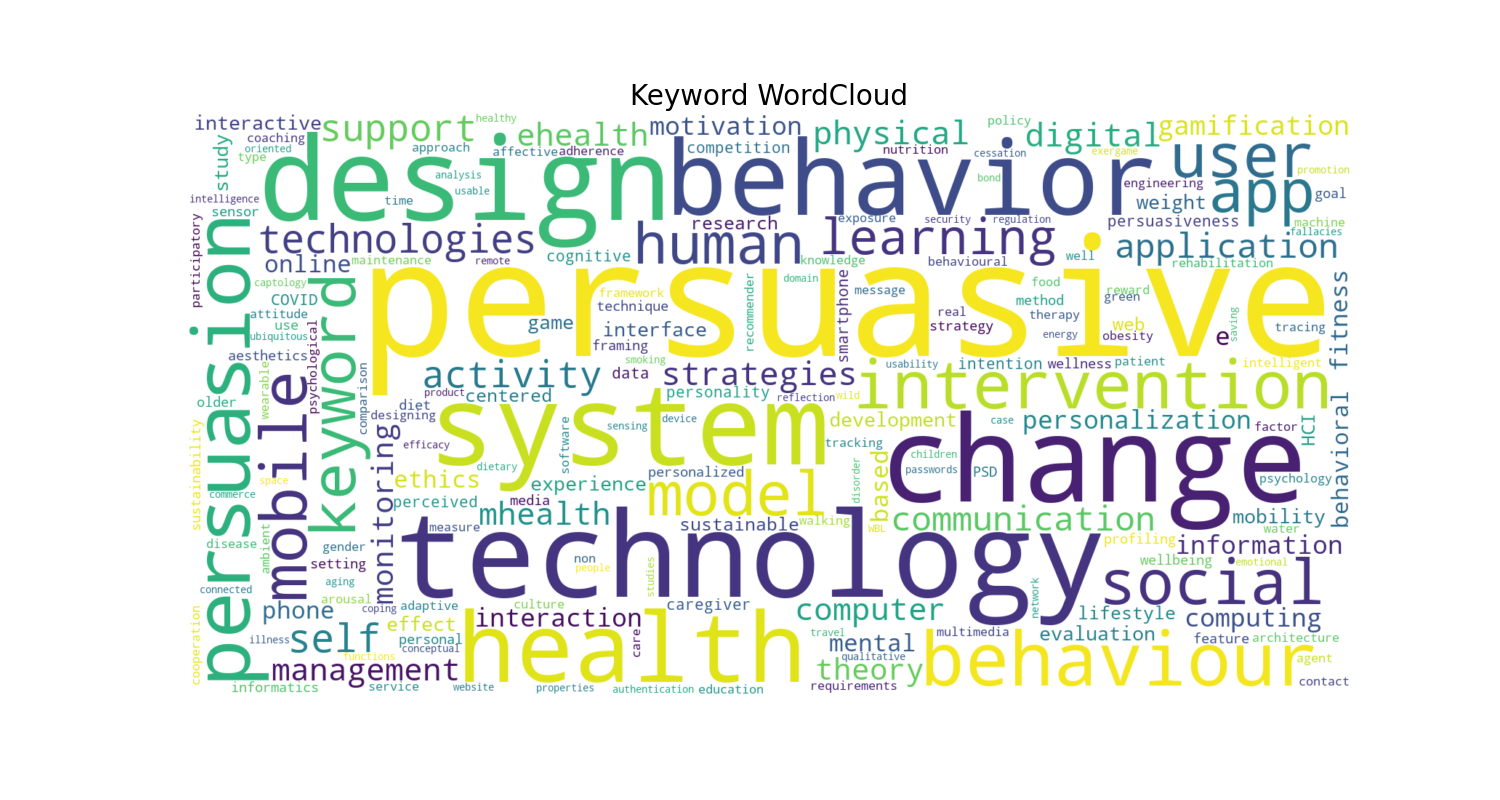 Keyword WordCloud
interactive
coaching
oriented
type
study
support
healthy
ehealth
motivation
physical
policy
digital
gamification
approach
affective
adherence
competition
nutrition
cessation
exergame
user
promotion
analysis
usable
design
behavior
bond
engineering
intelligence
time
weight
app
goal
sensor
participatory
research
exposure
security
regulation
persuasiveness
machine
fallacies
technologies
human
learning
application
online
maintenance
remote
cognitive
knowledge
behavioural
well
rehabilitation
captology
COVID
attitude
use
ubiquitous
persuasion
keyword
persuasive
framework
technique
recommender
domain
smartphone
message
method
food
green
reward
therapy
real
strategy
energy
web
obesity
e
saving
tracing
fitness
game
interface
framing
aesthetics
psychological
comparison
wearable
older
mobile
activity
smoking
data
strategies
usability
intention
wellness
patient
intelligent
product
centered
personality
reflection
wild
intervention
diet
designing
system
sensing
device
development
case
personalization
factor
HCI
behavioral
monitoring
efficacy
software
tracking
children
change
sustainability
dietary
ethics
personalized
disorder
passwords
PSD
psychology
space
commerce
experience
model
based
perceived
media
mhealth
sustainable
walking
WBL
communication
mobility
water
measure
technology
profiling
information
disease
ambient
gender
setting
non
people
studies
wellbeing
emotional
connected
aging
arousal
coping
adaptive
culture
caregiver
computer
network
social
lifestyle
computing
phone
effect
interaction
cooperation
illness
self
personal
conceptual
functions
health
care
travel
mental
multimedia
evaluation
feature
architecture
qualitative
management
theory
behaviour
agent
informatics
service
website
properties
authentication
education
requirements
contact